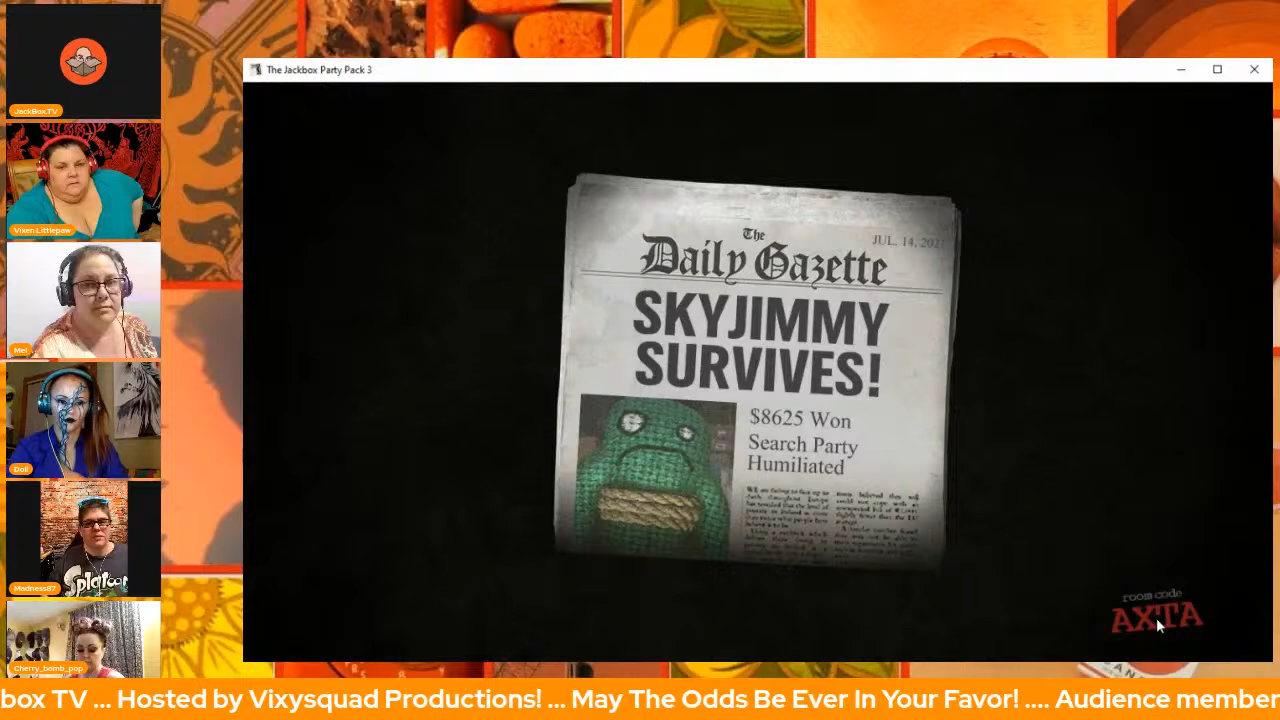 JackBox.TV
Vixen Littlepaw
Mel
Doll
Madness87
Cherry_bomb_pop
The Jackbox Party Pack 3
The
JUL. 14, 202
Daily Gazette
SKYJIMMY
SURVIVES!
$8625 Won
Search Party
Humiliated
Splatoon
room code
AXTA
box TV ... Hosted by Vixysquad Productions! ... May The Odds Be Ever In Your Favor! .... Audience member